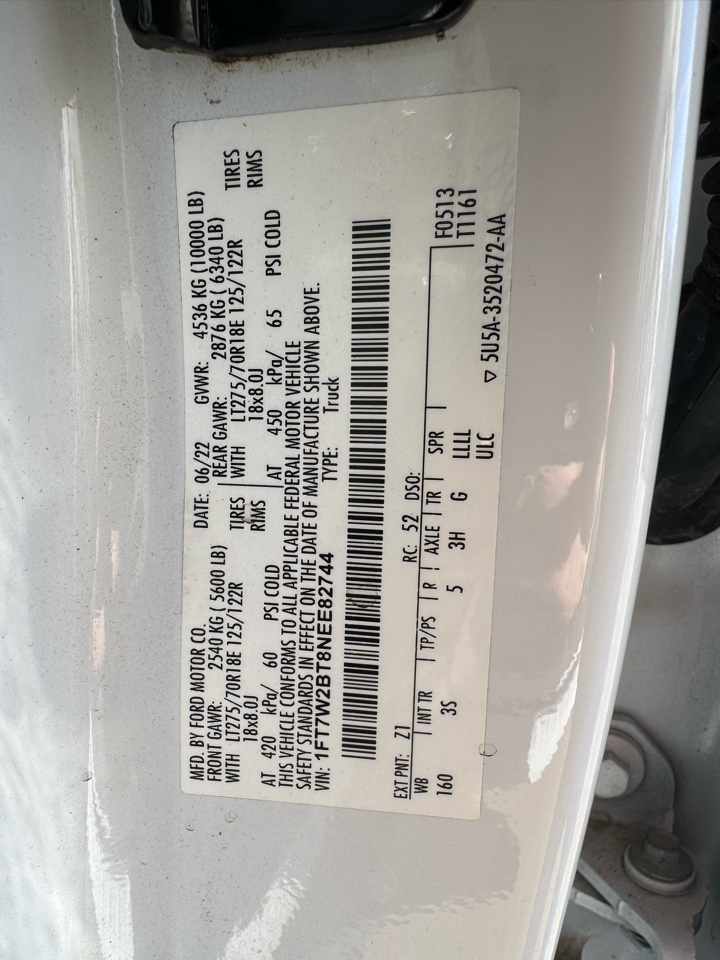 MFD. BY FORD MOTOR CO.
DATE: 06/22 GVWR: 4536 KG (10000 LB)
FRONT GAWR: 2540 KG ( 5600 LB)
REAR GAWR: 2876 KG ( 6340 LB)
WITH LT275/70R18E 125/122R TIRES
WITH LT275/70R18E 125/122R TIRES
18x8.0J RIMS
18x8.0J RIMS
AT 420 kPa/ 60 PSI COLD
AT 450 kPa/ 65 PSI COLD
THIS VEHICLE CONFORMS TO ALL APPLICABLE FEDERAL MOTOR VEHICLE
SAFETY STANDARDS IN EFFECT ON THE DATE OF MANUFACTURE SHOWN ABOVE.
VIN: 1FT7W2BT8NEE82744 TYPE: Truck
EXT PNT: Z1 RC: 52 DSO: F0513
WB INT TR TP/PS R AXLE TR SPR T1161
160 3S 5 3H G LLLL
ULC
▽ 5U5A-3520472-AA